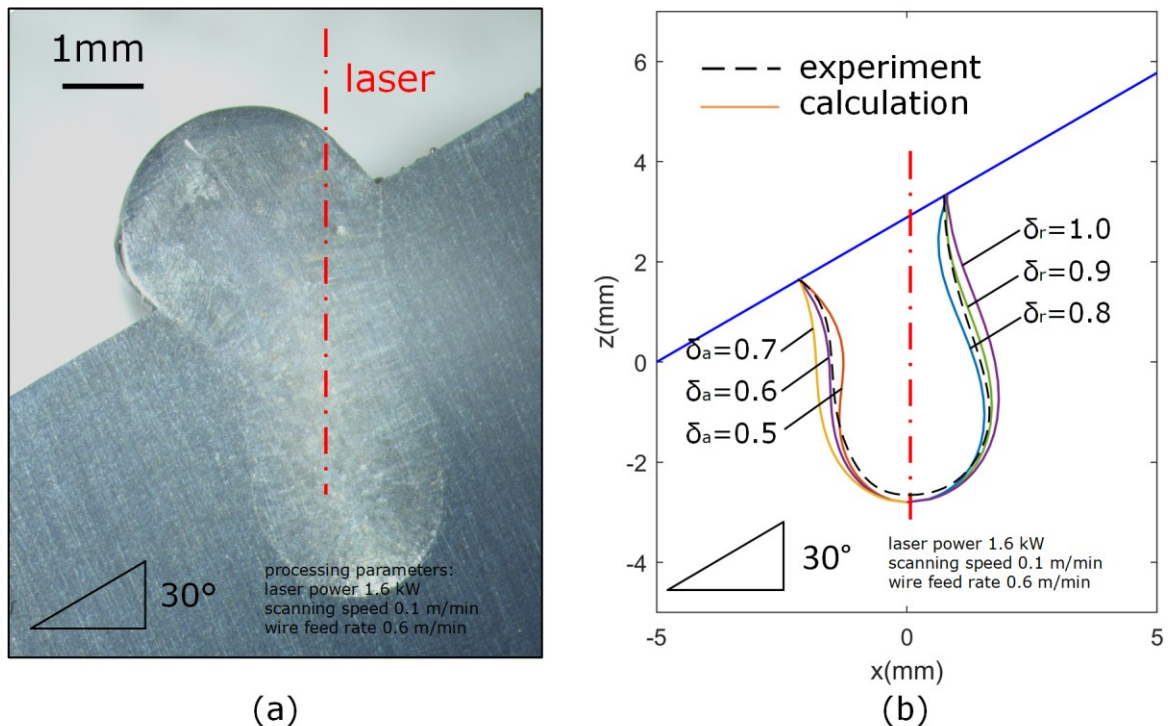 1mm
laser
30°
processing parameters:
laser power 1.6 kW
scanning speed 0.1 m/min
wire feed rate 0.6 m/min
(a)
experiment
calculation
δr=1.0
δr=0.9
δr=0.8
δa=0.7
δa=0.6
δa=0.5
30°
laser power 1.6 kW
scanning speed 0.1 m/min
wire feed rate 0.6 m/min
z(mm)
6
4
2
0
-2
-4
-5
0
5
x(mm)
(b)